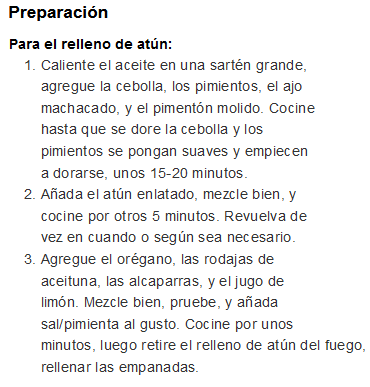 Preparación
Para el relleno de atún:
1. Caliente el aceite en una sartén grande,
agregue la cebolla, los pimientos, el ajo
machacado, y el pimentón molido. Cocine
hasta que se dore la cebolla y los
pimientos se pongan suaves y empiecen
a dorarse, unos 15-20 minutos.
2. Añada el atún enlatado, mezcle bien, y
cocine por otros 5 minutos. Revuelva de
vez en cuando o según sea necesario.
3. Agregue el orégano, las rodajas de
aceituna, las alcaparras, y el jugo de
limón. Mezcle bien, pruebe, y añada
sal/pimienta al gusto. Cocine por unos
minutos, luego retire el relleno de atún del fuego,
rellenar las empanadas.